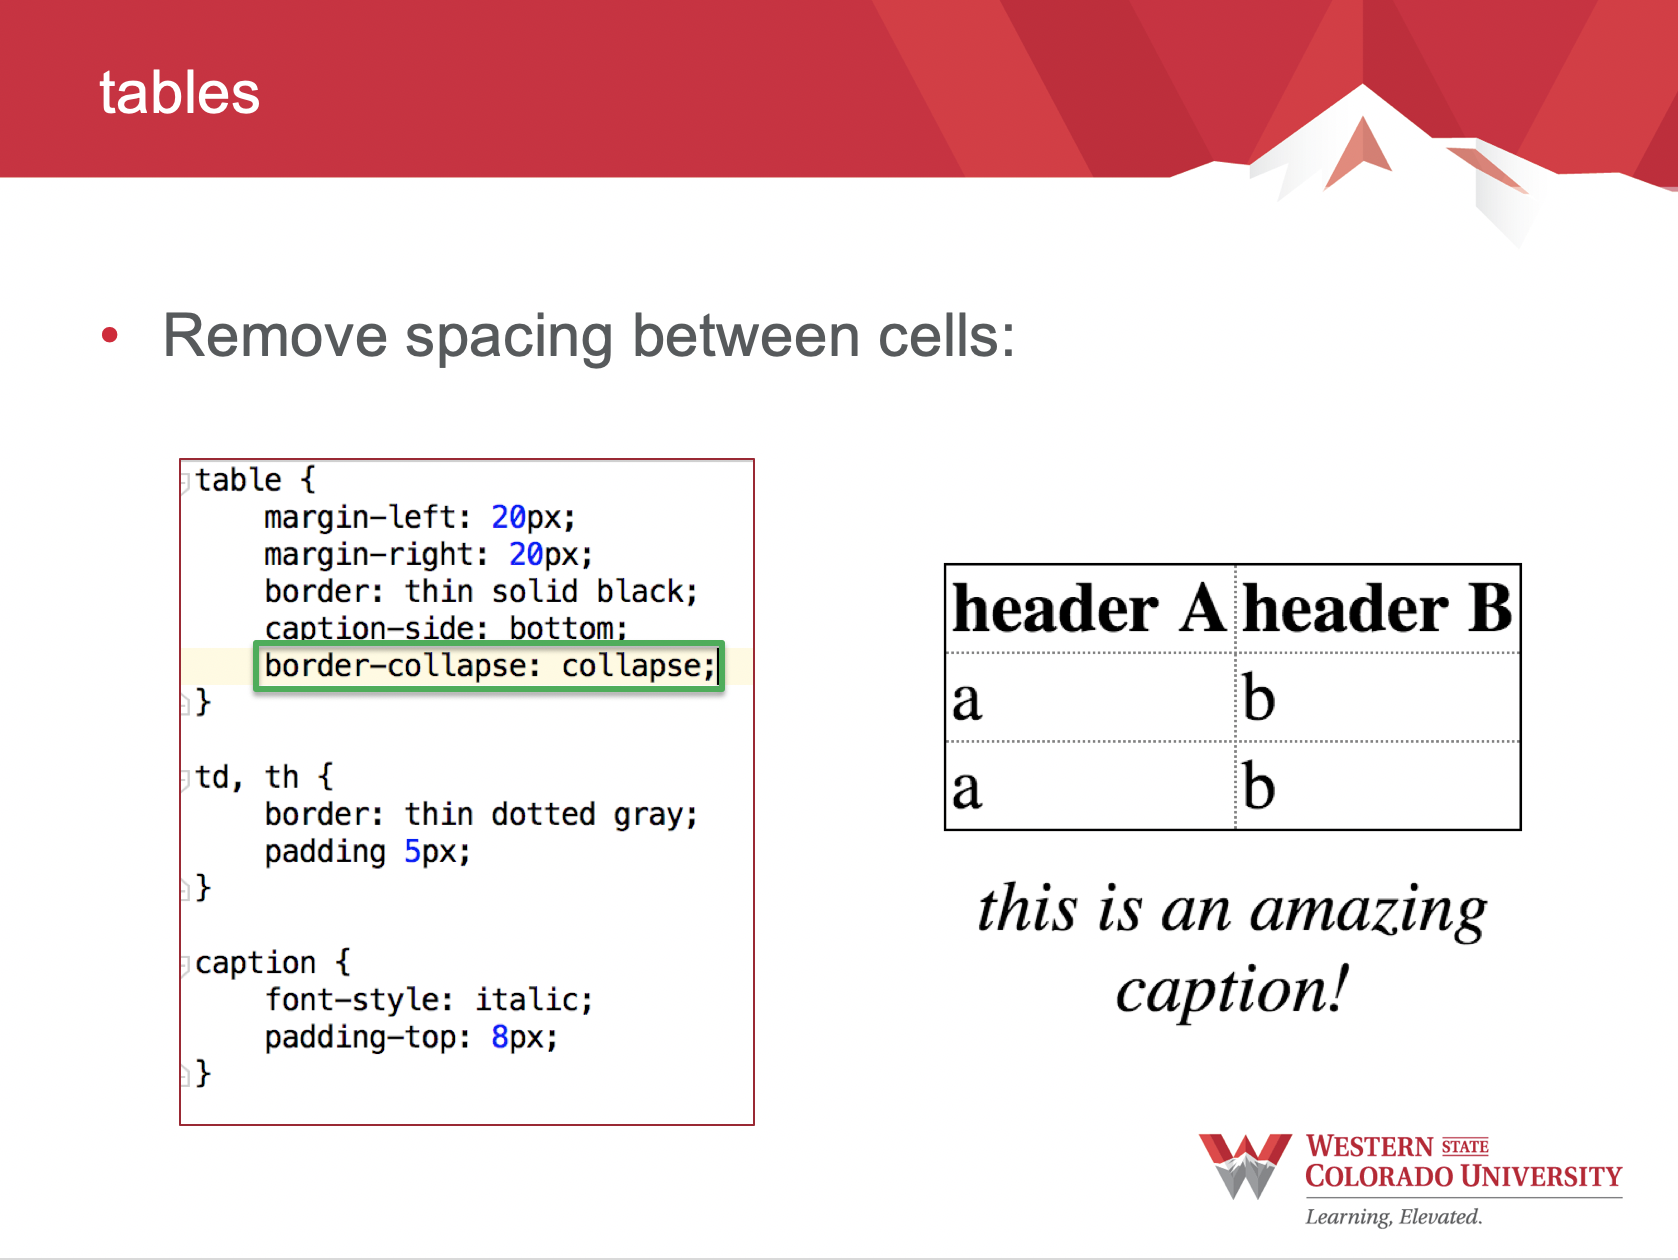 tables
• Remove spacing between cells:
table {
margin-left: 20px;
margin-right: 20px;
border: thin solid black;
caption-side: bottom;
border-collapse: collapse;
}
td, th {
border: thin dotted gray;
padding 5px;
}
caption {
font-style: italic;
padding-top: 8px;
}
header A header B
a b
a b
this is an amazing
caption!
WESTERN STATE
COLORADO UNIVERSITY
Learning, Elevated.